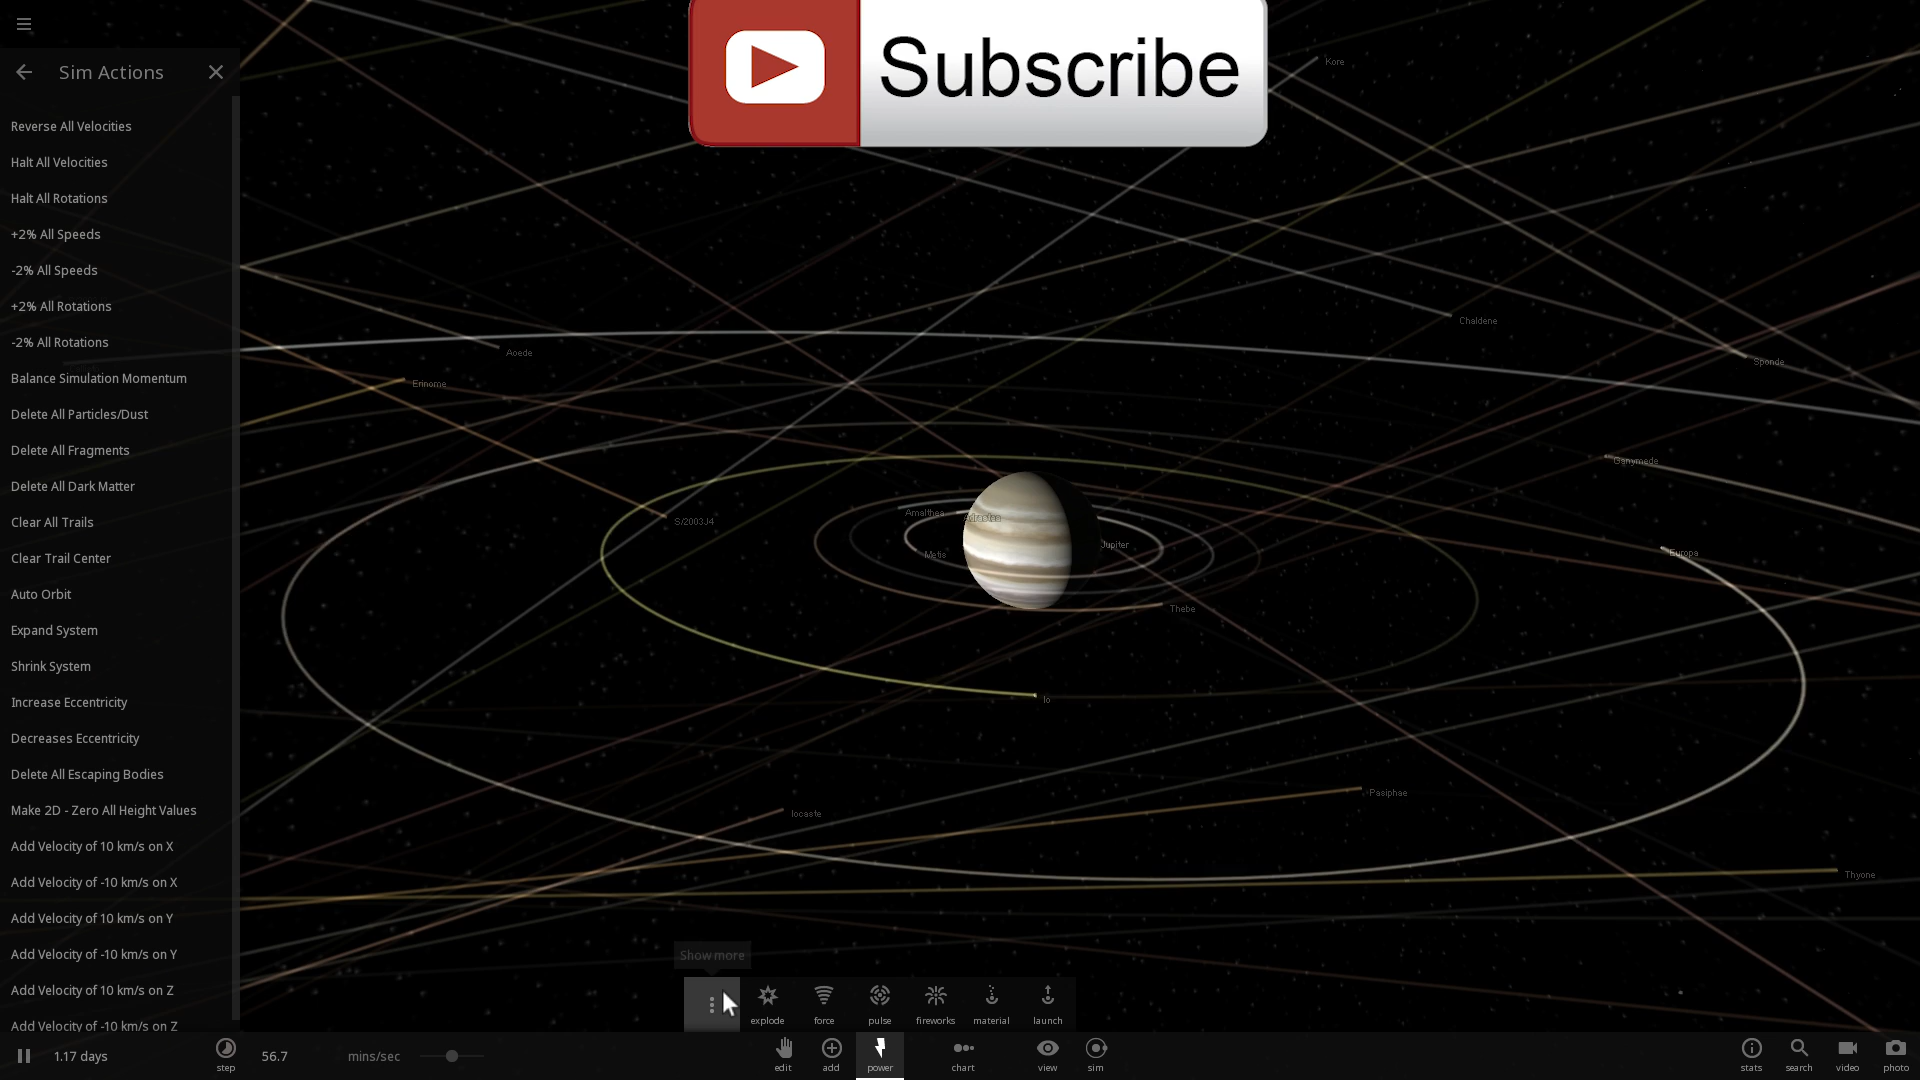 Subscribe
Kore
Sim Actions
Reverse All Velocities
Halt All Velocities
Halt All Rotations
+2% All Speeds
-2% All Speeds
+2% All Rotations
-2% All Rotations
Balance Simulation Momentum
Delete All Particles/Dust
Delete All Fragments
Delete All Dark Matter
Clear All Trails
Clear Trail Center
Auto Orbit
Expand System
Shrink System
Increase Eccentricity
Decreases Eccentricity
Delete All Escaping Bodies
Make 2D - Zero All Height Values
Add Velocity of 10 km/s on X
Add Velocity of -10 km/s on X
Add Velocity of 10 km/s on Y
Add Velocity of -10 km/s on Y
Add Velocity of 10 km/s on Z
Add Velocity of -10 km/s on Z
Chaldene
Aoede
Sponde
Erinome
Ganymede
Amalthea
Adrastea
S/2003J4
Jupiter
Metis
Europa
Thebe
Io
Pasiphae
Iocaste
Thyone
Show more
explode
force
pulse
fireworks
material
launch
1.17 days
step
56.7
mins/sec
edit
add
power
chart
view
sim
stats
search
video
photo